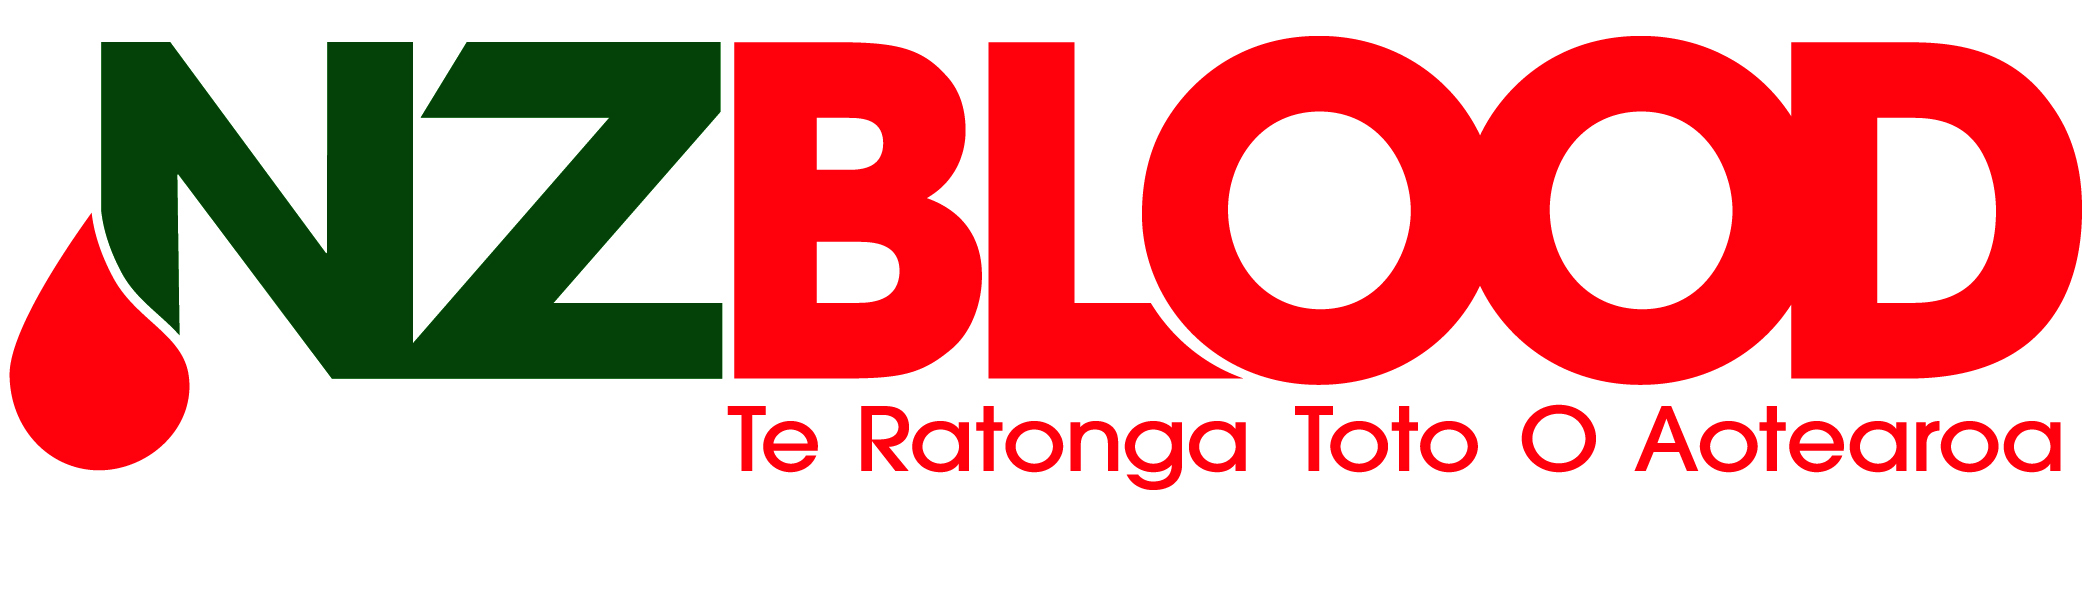 NZBLOOD
Te Ratonga Toto O Aotearoa